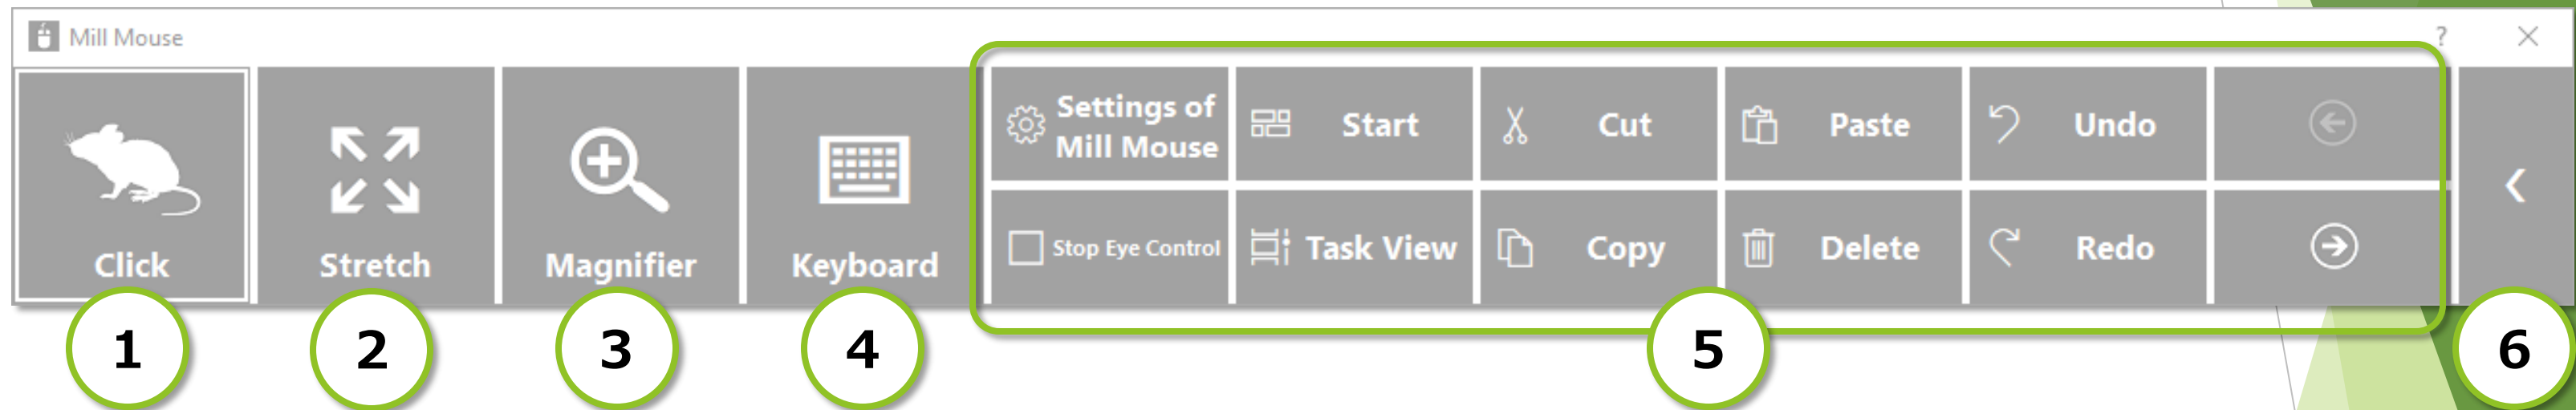 Mill Mouse
?
Settings of
Mill Mouse
Start
Cut
Paste
Undo
Click
Stretch
Magnifier
Keyboard
Stop Eye Control
Task View
Copy
Delete
Redo
1
2
3
4
5
6